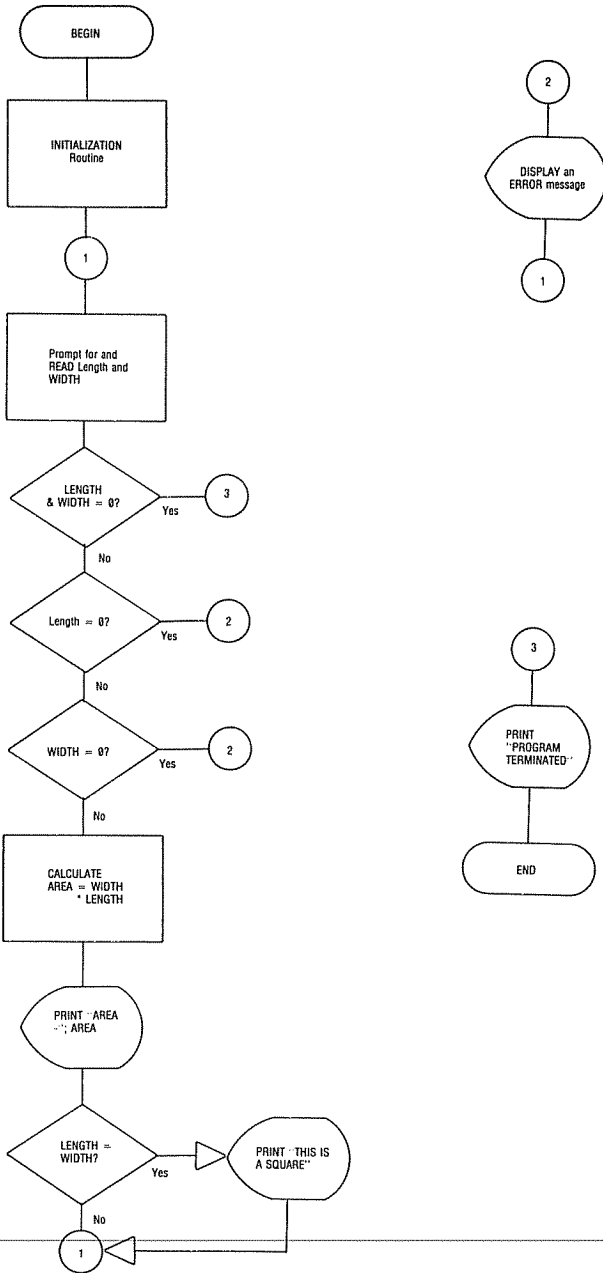 BEGIN
INITIALIZATION
Routine
1
Prompt for and
READ Length and
WIDTH
LENGTH
& WIDTH = 0?
Yes
3
No
Length = 0?
Yes
2
No
WIDTH = 0?
Yes
2
No
CALCULATE
AREA = WIDTH
* LENGTH
PRINT "AREA
="; AREA
LENGTH =
WIDTH?
Yes
PRINT "THIS IS
A SQUARE"
No
1
2
DISPLAY an
ERROR message
1
3
PRINT
"PROGRAM
TERMINATED"
END